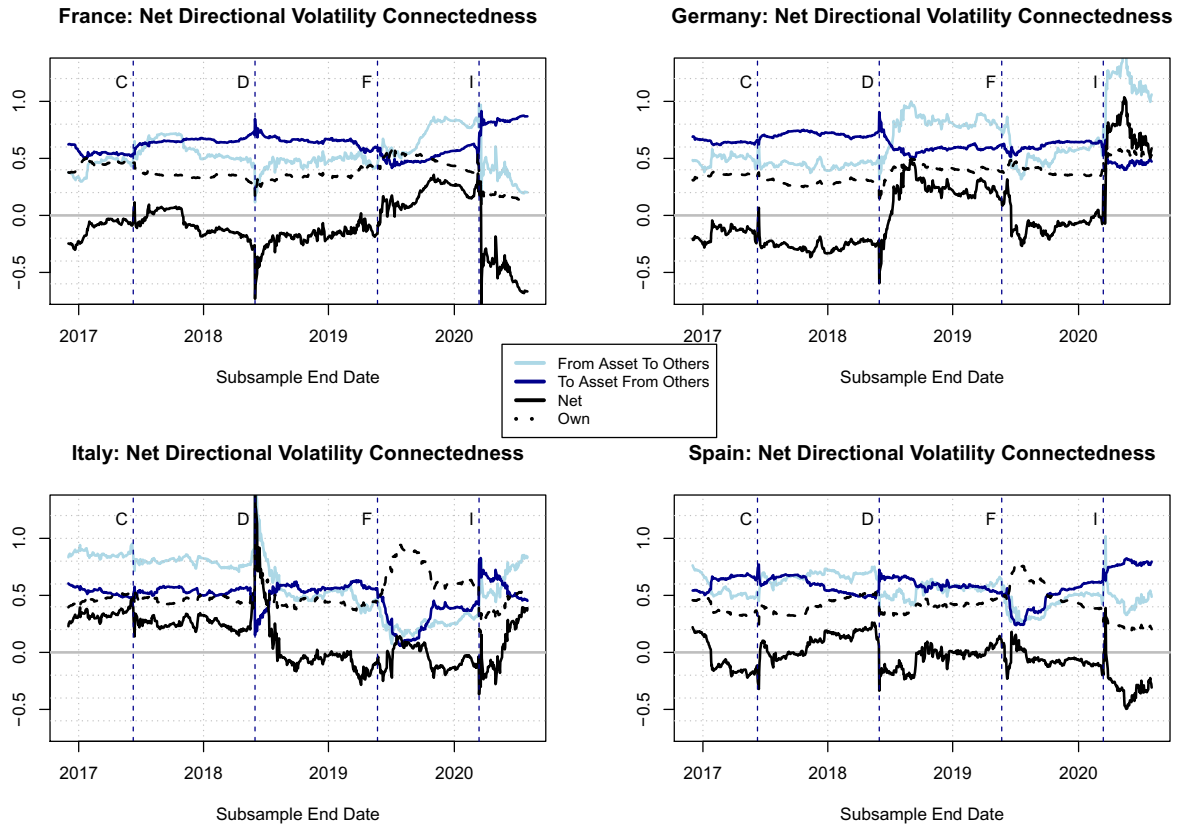 France: Net Directional Volatility Connectedness
C D F I
1.0
0.5
0.0
−0.5
2017 2018 2019 2020
Subsample End Date
Germany: Net Directional Volatility Connectedness
C D F I
1.0
0.5
0.0
−0.5
2017 2018 2019 2020
Subsample End Date
From Asset To Others
To Asset From Others
Net
Own
Italy: Net Directional Volatility Connectedness
C D F I
1.0
0.5
0.0
−0.5
2017 2018 2019 2020
Subsample End Date
Spain: Net Directional Volatility Connectedness
C D F I
1.0
0.5
0.0
−0.5
2017 2018 2019 2020
Subsample End Date